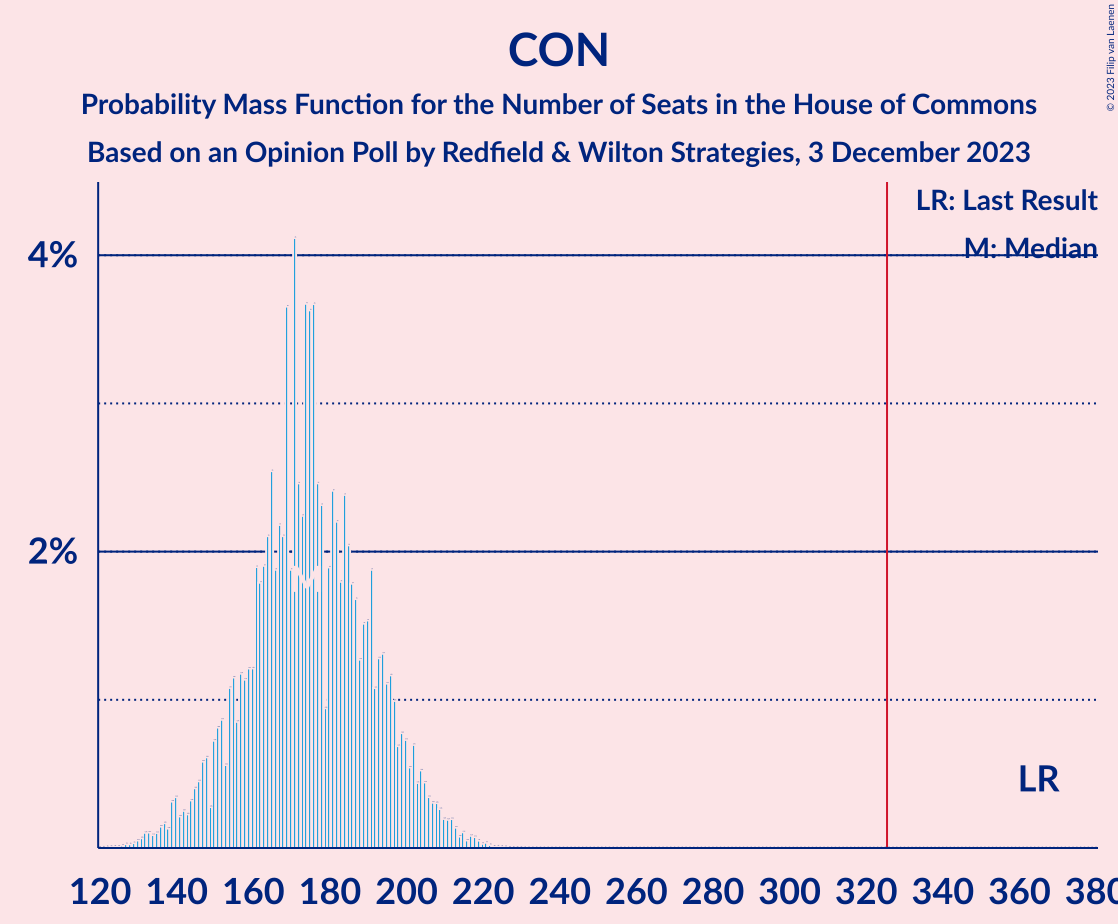 CON
Probability Mass Function for the Number of Seats in the House of Commons
Based on an Opinion Poll by Redfield & Wilton Strategies, 3 December 2023
© 2023 Filip van Laenen
LR: Last Result
M: Median
4%
2%
LR
120 140 160 180 200 220 240 260 280 300 320 340 360 380